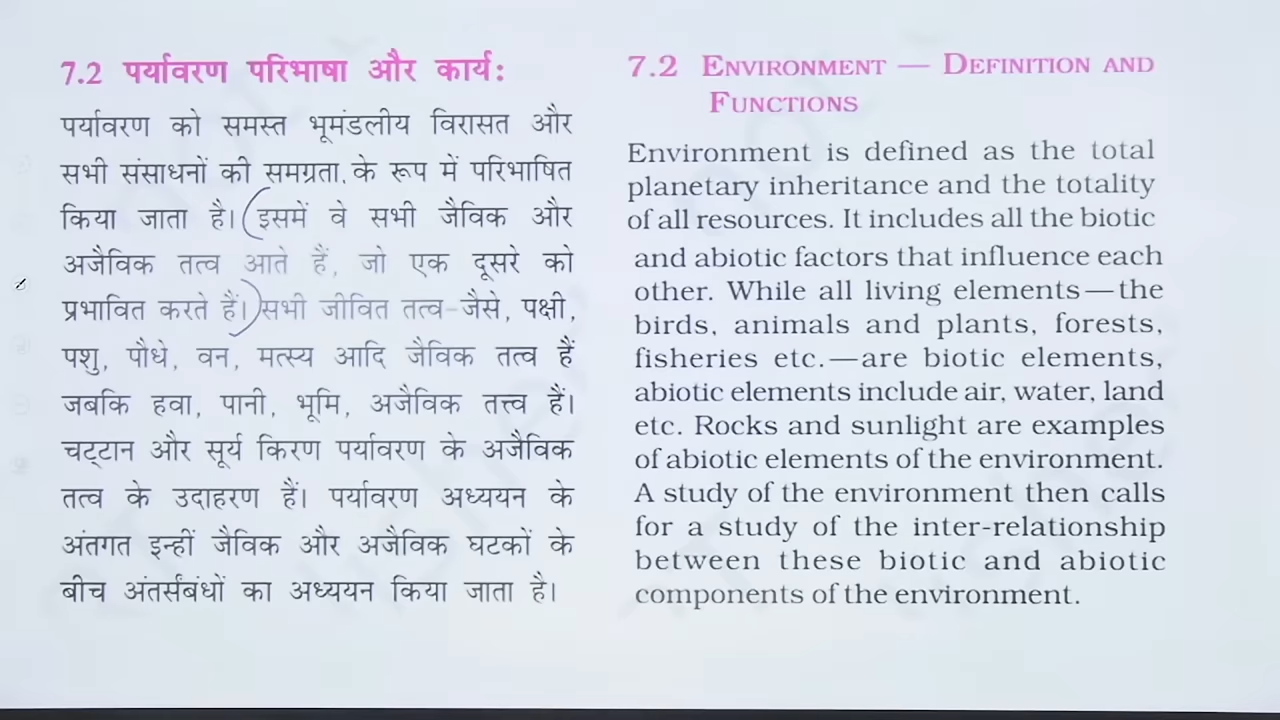 7.2 पर्यावरण परिभाषा और कार्य:
पर्यावरण को समस्त भूमंडलीय विरासत और
सभी संसाधनों की समग्रता के रूप में परिभाषित
किया जाता है। (इसमें वे सभी जैविक और
अजैविक तत्व आते हैं, जो एक दूसरे को
प्रभावित करते हैं।) सभी जीवित तत्व-जैसे, पक्षी,
पशु, पौधे, वन, मत्स्य आदि जैविक तत्व हैं
जबकि हवा, पानी, भूमि, अजैविक तत्त्व हैं।
चट्टान और सूर्य किरण पर्यावरण के अजैविक
तत्व के उदाहरण हैं। पर्यावरण अध्ययन के
अंतगत इन्हीं जैविक और अजैविक घटकों के
बीच अंतर्संबंधों का अध्ययन किया जाता है।
7.2 ENVIRONMENT — DEFINITION AND
FUNCTIONS
Environment is defined as the total
planetary inheritance and the totality
of all resources. It includes all the biotic
and abiotic factors that influence each
other. While all living elements—the
birds, animals and plants, forests,
fisheries etc.—are biotic elements,
abiotic elements include air, water, land
etc. Rocks and sunlight are examples
of abiotic elements of the environment.
A study of the environment then calls
for a study of the inter-relationship
between these biotic and abiotic
components of the environment.